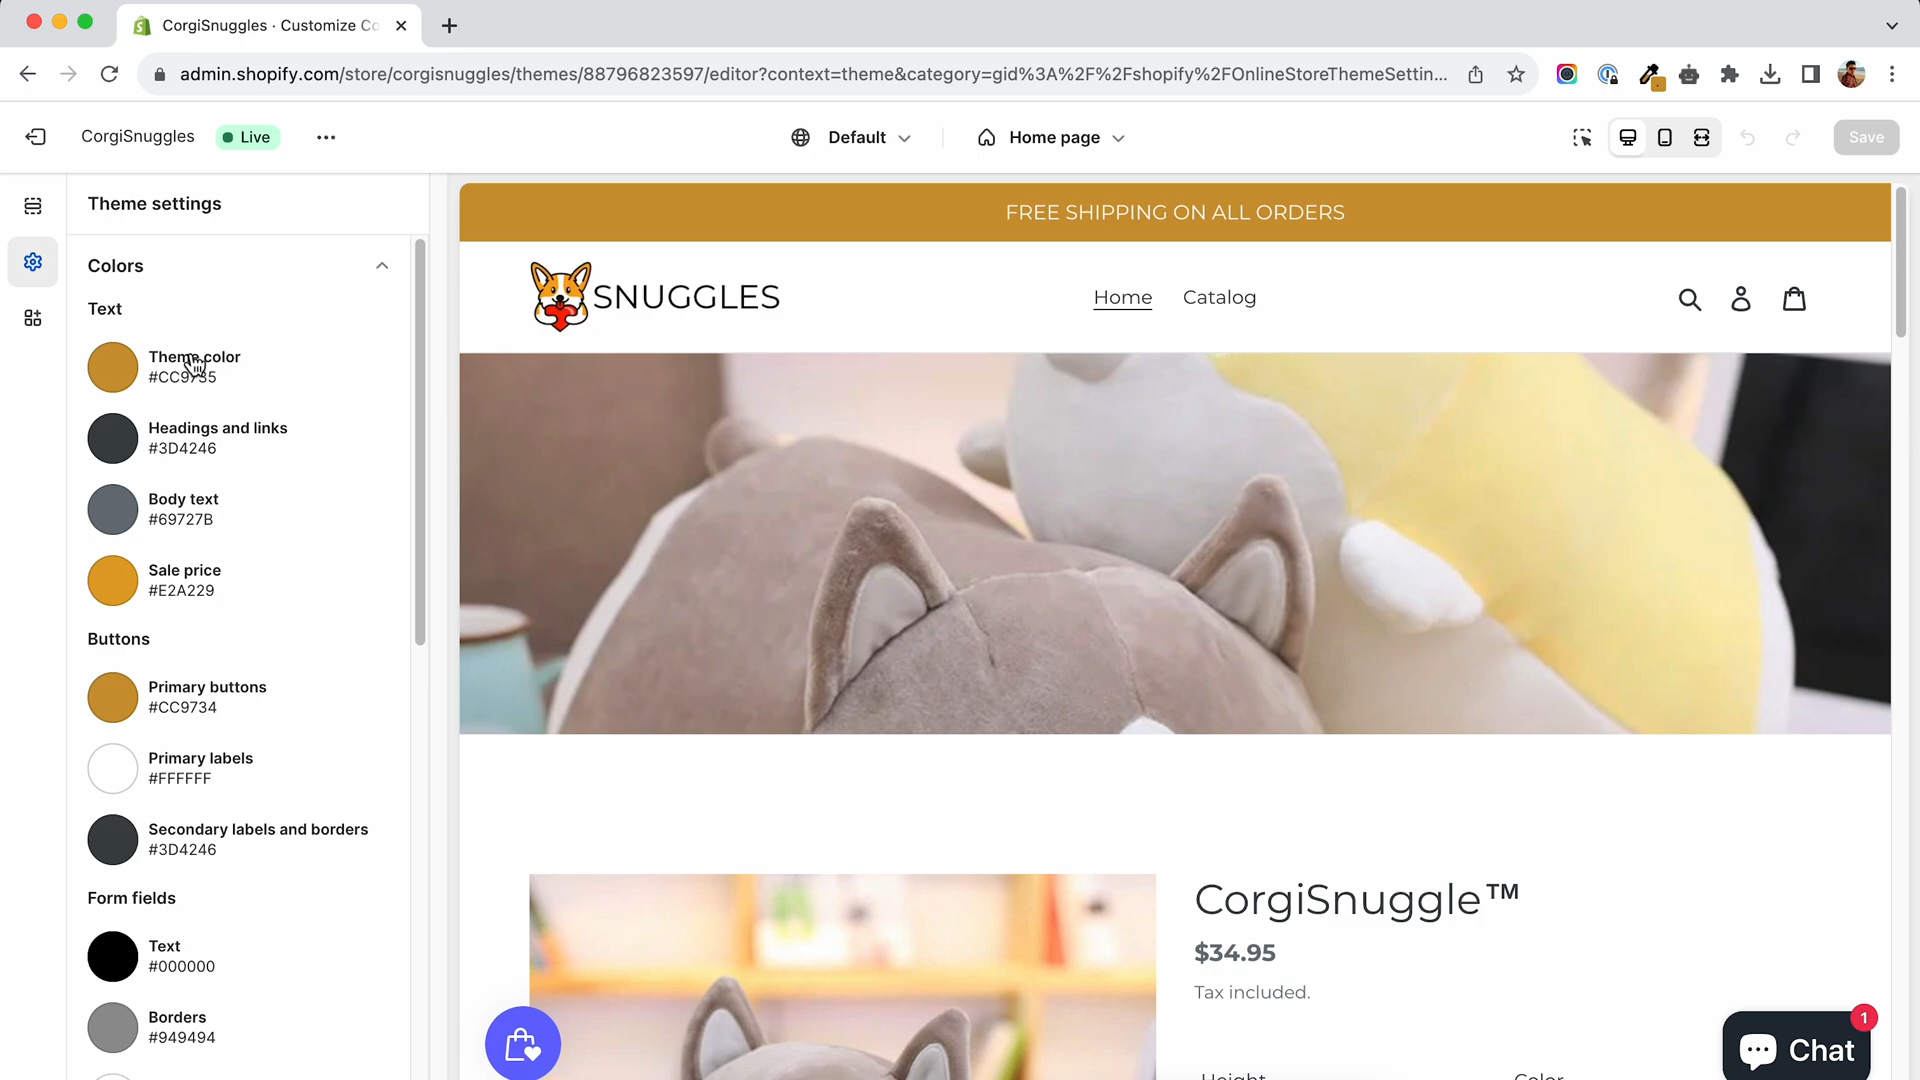 CorgiSnuggles · Customize Co
admin.shopify.com/store/corgisnuggles/themes/88796823597/editor?context=theme&category=gid%3A%2F%2Fshopify%2FOnlineStoreThemeSettin...
CorgiSnuggles
Live
Default
Home page
Save
Theme settings
Colors
Text
Theme color
#CC9735
Headings and links
#3D4246
Body text
#69727B
Sale price
#E2A229
Buttons
Primary buttons
#CC9734
Primary labels
#FFFFFF
Secondary labels and borders
#3D4246
Form fields
Text
#000000
Borders
#949494
FREE SHIPPING ON ALL ORDERS
SNUGGLES
Home
Catalog
CorgiSnuggle™
$34.95
Tax included.
Height
Color
1
Chat